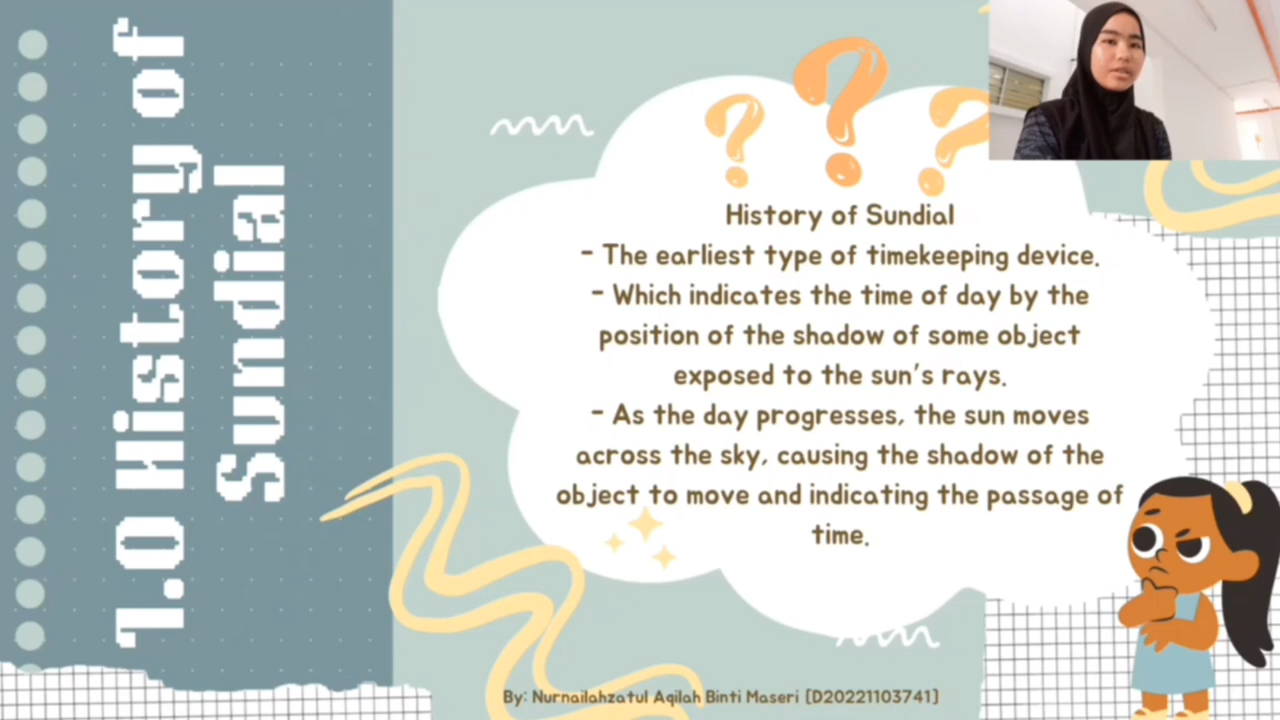 1.0 History of
Sundial
History of Sundial
- The earliest type of timekeeping device.
- Which indicates the time of day by the
position of the shadow of some object
exposed to the sun's rays.
- As the day progresses, the sun moves
across the sky, causing the shadow of the
object to move and indicating the passage of
time.
By: Nurnailahzatul Aqilah Binti Maseri [D20221103741]
???